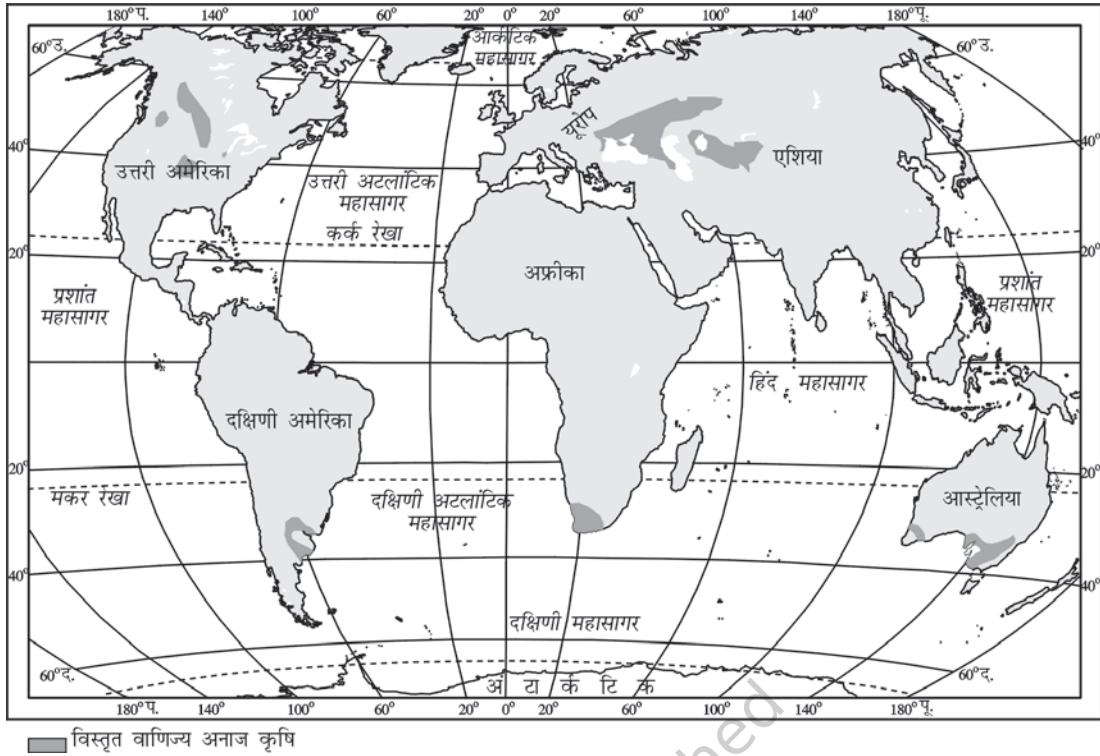 180° प. 140° 100° 60° 20° 0° 20° 60° 100° 140° 180° पू.
60° उ.
आर्कटिक
महासागर
60° उ.
यूरोप
40°
उत्तरी अमेरिका
एशिया
40°
उत्तरी अटलांटिक
महासागर
कर्क रेखा
20°
20°
अफ्रीका
प्रशांत
महासागर
प्रशांत
महासागर
हिंद महासागर
दक्षिणी अमेरिका
20°
20°
मकर रेखा
दक्षिणी अटलांटिक
महासागर
आस्ट्रेलिया
40°
40°
दक्षिणी महासागर
60° द.
60° द.
अंटार्कटिक
180° प. 140° 100° 60° 20° 0° 20° 60° 100° 140° 180° पू.
विस्तृत वाणिज्य अनाज कृषि